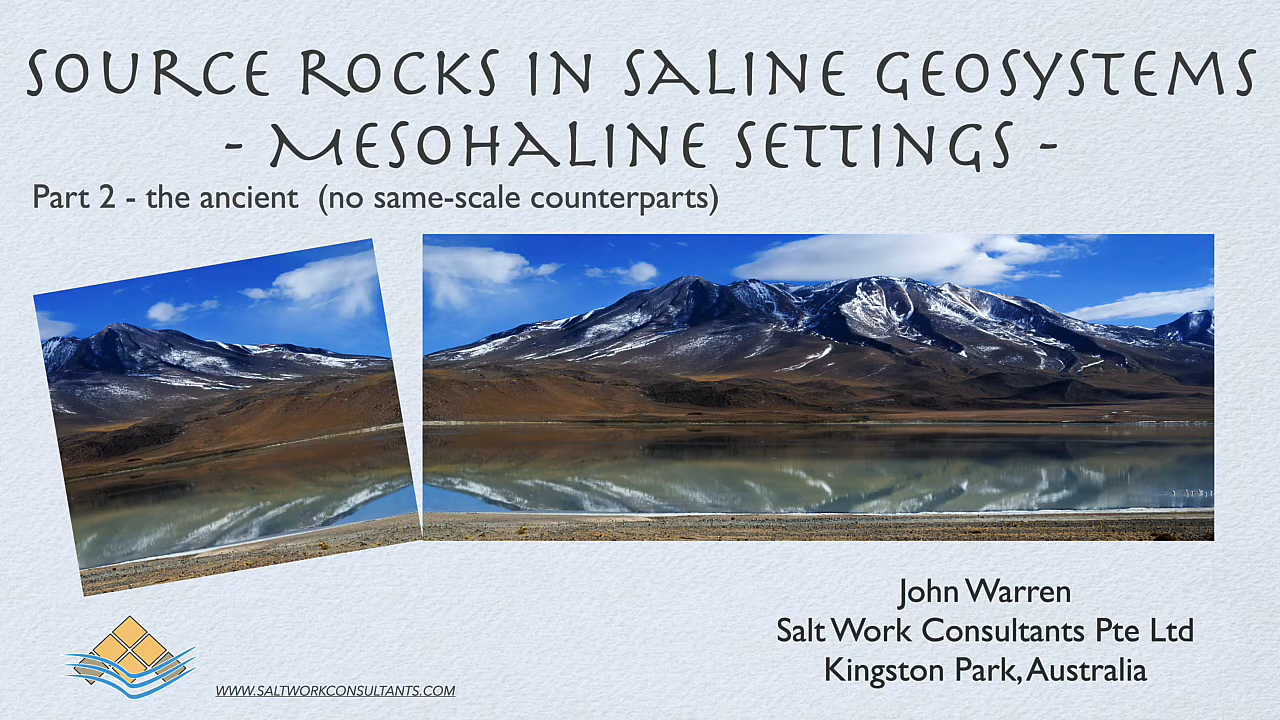 Source Rocks in Saline Geosystems
- Mesohaline Settings -
Part 2 - the ancient (no same-scale counterparts)
John Warren
Salt Work Consultants Pte Ltd
Kingston Park, Australia
WWW.SALTWORKCONSULTANTS.COM